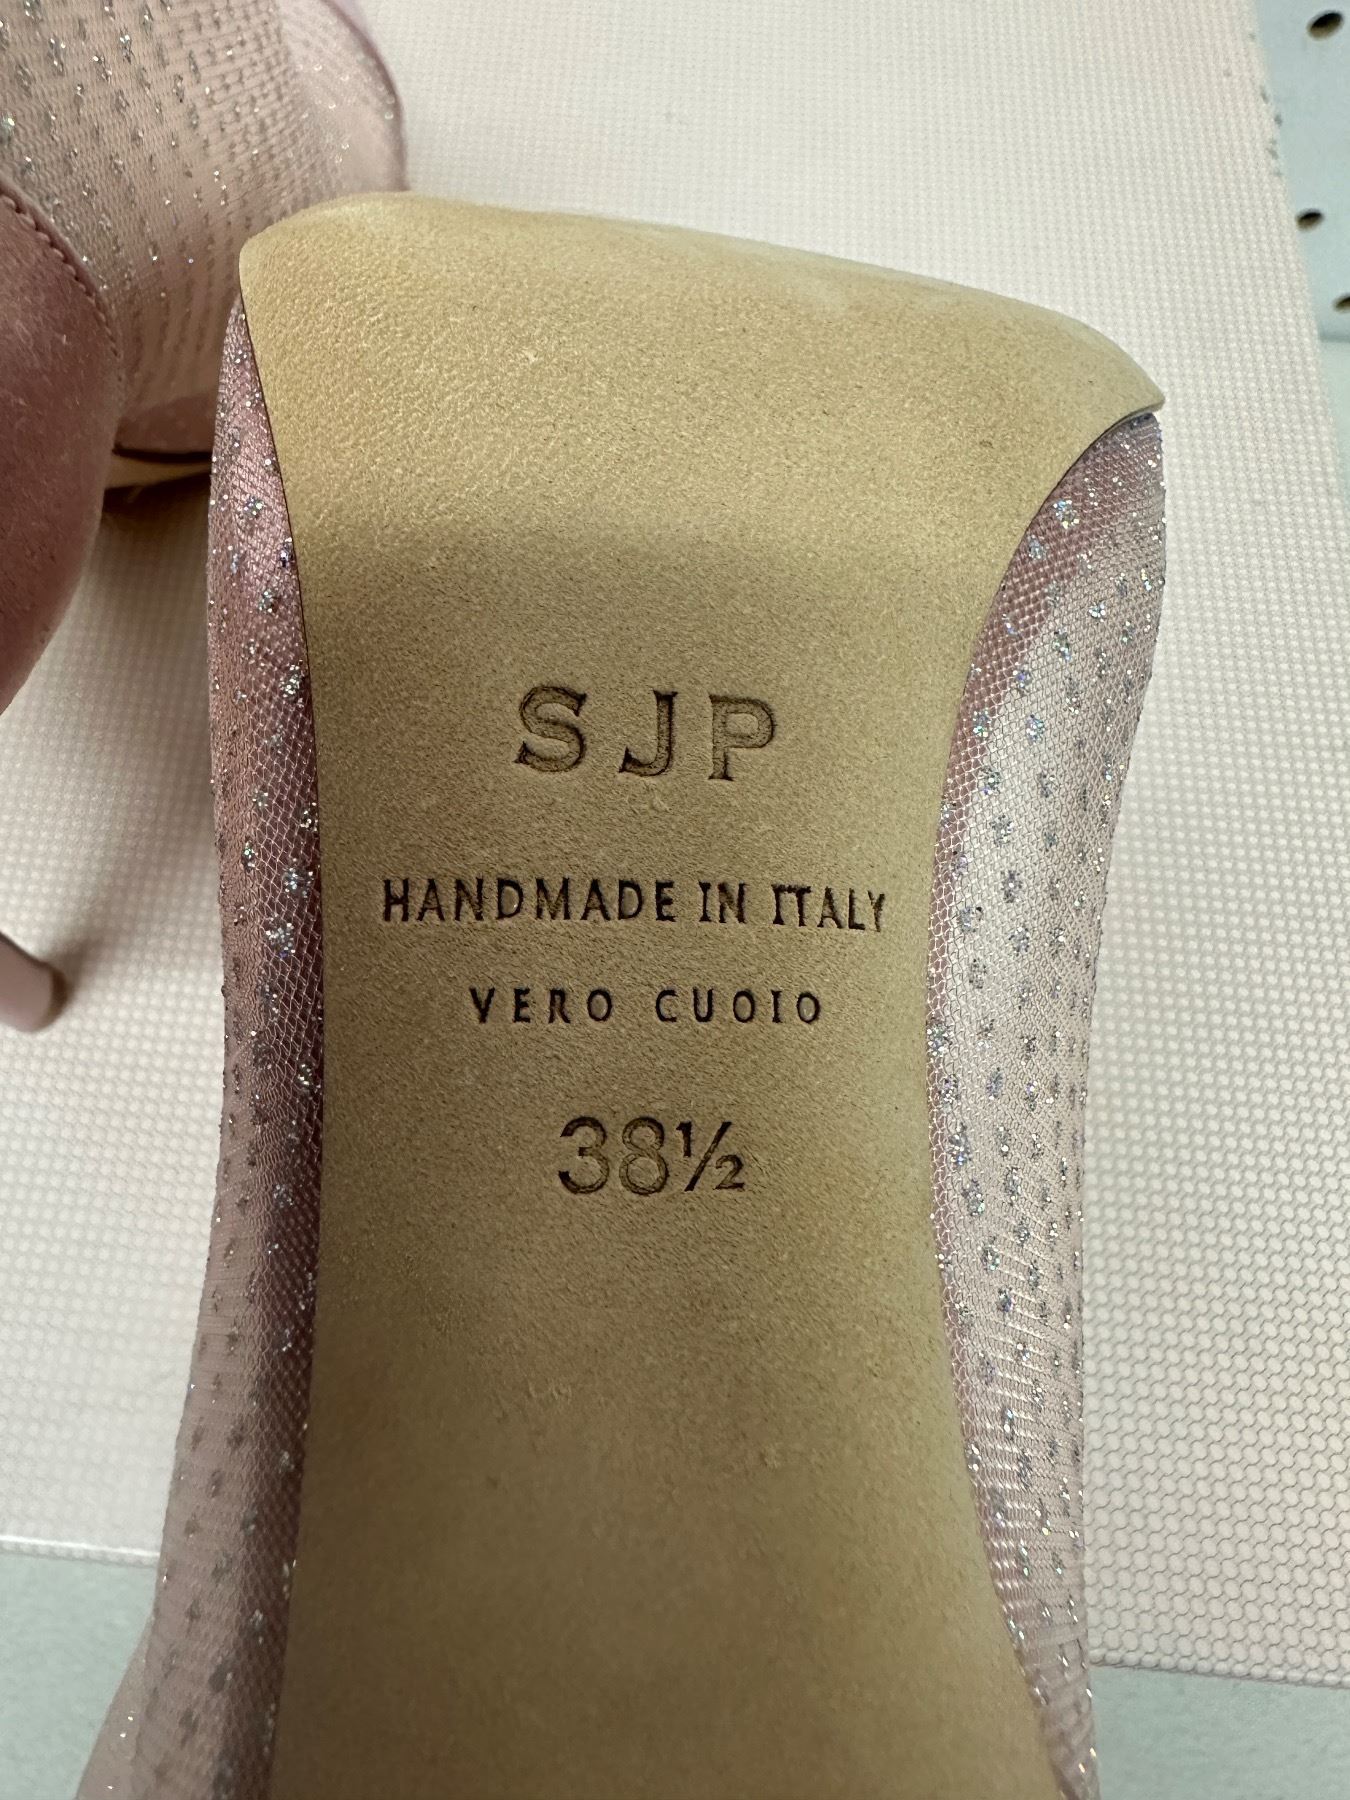 SJP
HANDMADE IN ITALY
VERO CUOIO
38½